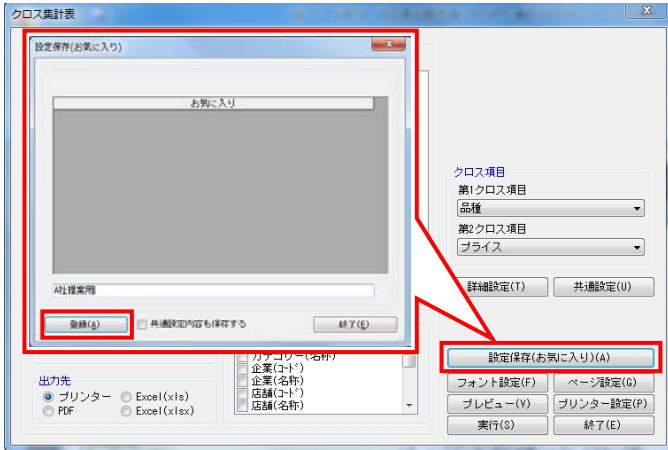 クロス集計表
設定保存(お気に入り)
お気に入り
A社提案用
登録(A)
共通設定内容も保存する
終了(E)
クロス項目
第1クロス項目
品種
第2クロス項目
プライス
詳細設定(T)
共通設定(U)
設定保存(お気に入り)(A)
フォント設定(F)
ページ設定(G)
プレビュー(V)
プリンター設定(P)
実行(S)
終了(E)
カテゴリー(名称)
企業(コード)
企業(名称)
店舗(コード)
店舗(名称)
出力先
プリンター
Excel(xls)
PDF
Excel(xlsx)